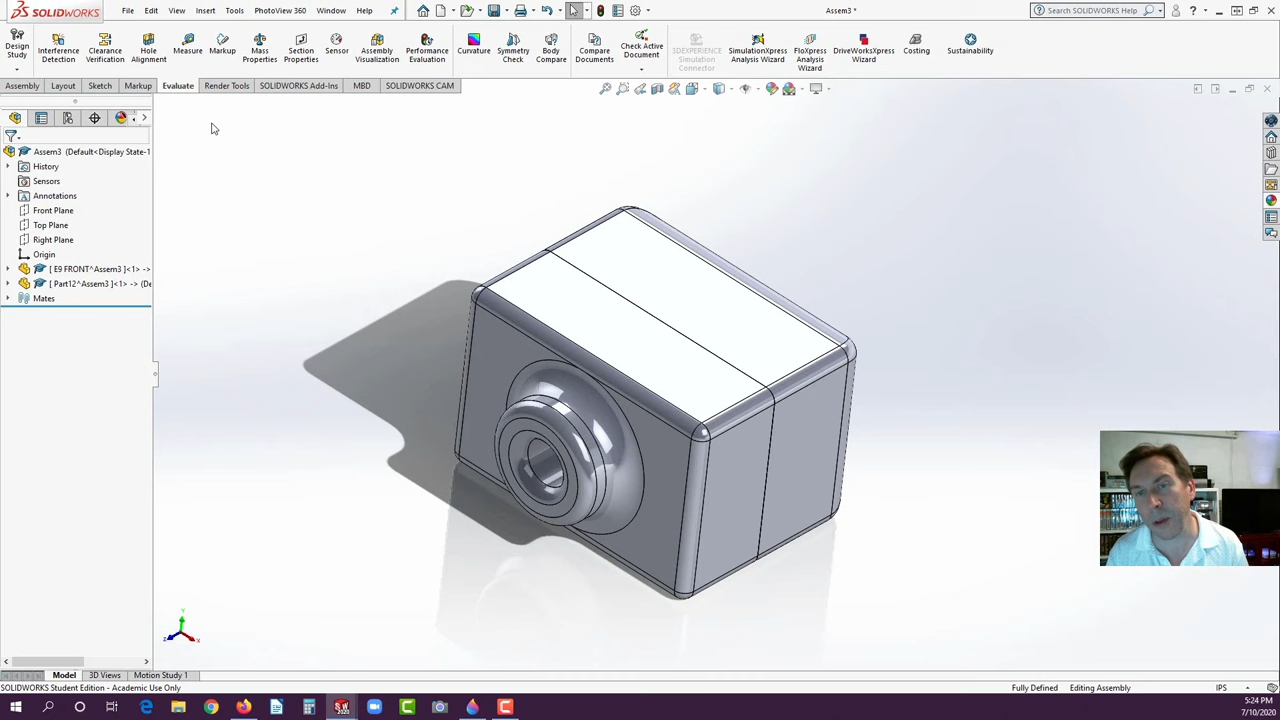 SOLIDWORKS File Edit View Insert Tools PhotoView 360 Window Help Assem3 * Search SOLIDWORKS Help
Design Study
Interference Detection
Clearance Verification
Hole Alignment
Measure
Markup
Mass Properties
Section Properties
Sensor
Assembly Visualization
Performance Evaluation
Curvature
Symmetry Check
Body Compare
Compare Documents
Check Active Document
3DEXPERIENCE Simulation Connector
SimulationXpress Analysis Wizard
FloXpress Analysis Wizard
DriveWorksXpress Wizard
Costing
Sustainability
Assembly Layout Sketch Markup Evaluate Render Tools SOLIDWORKS Add-Ins MBD SOLIDWORKS CAM
Assem3 (Default<Display State-1
History
Sensors
Annotations
Front Plane
Top Plane
Right Plane
Origin
[ E9 FRONT^Assem3 ]<1> ->
[ Part12^Assem3 ]<1> -> (De
Mates
Y
Z X
Model 3D Views Motion Study 1
SOLIDWORKS Student Edition - Academic Use Only Fully Defined Editing Assembly IPS
5:24 PM
7/10/2020